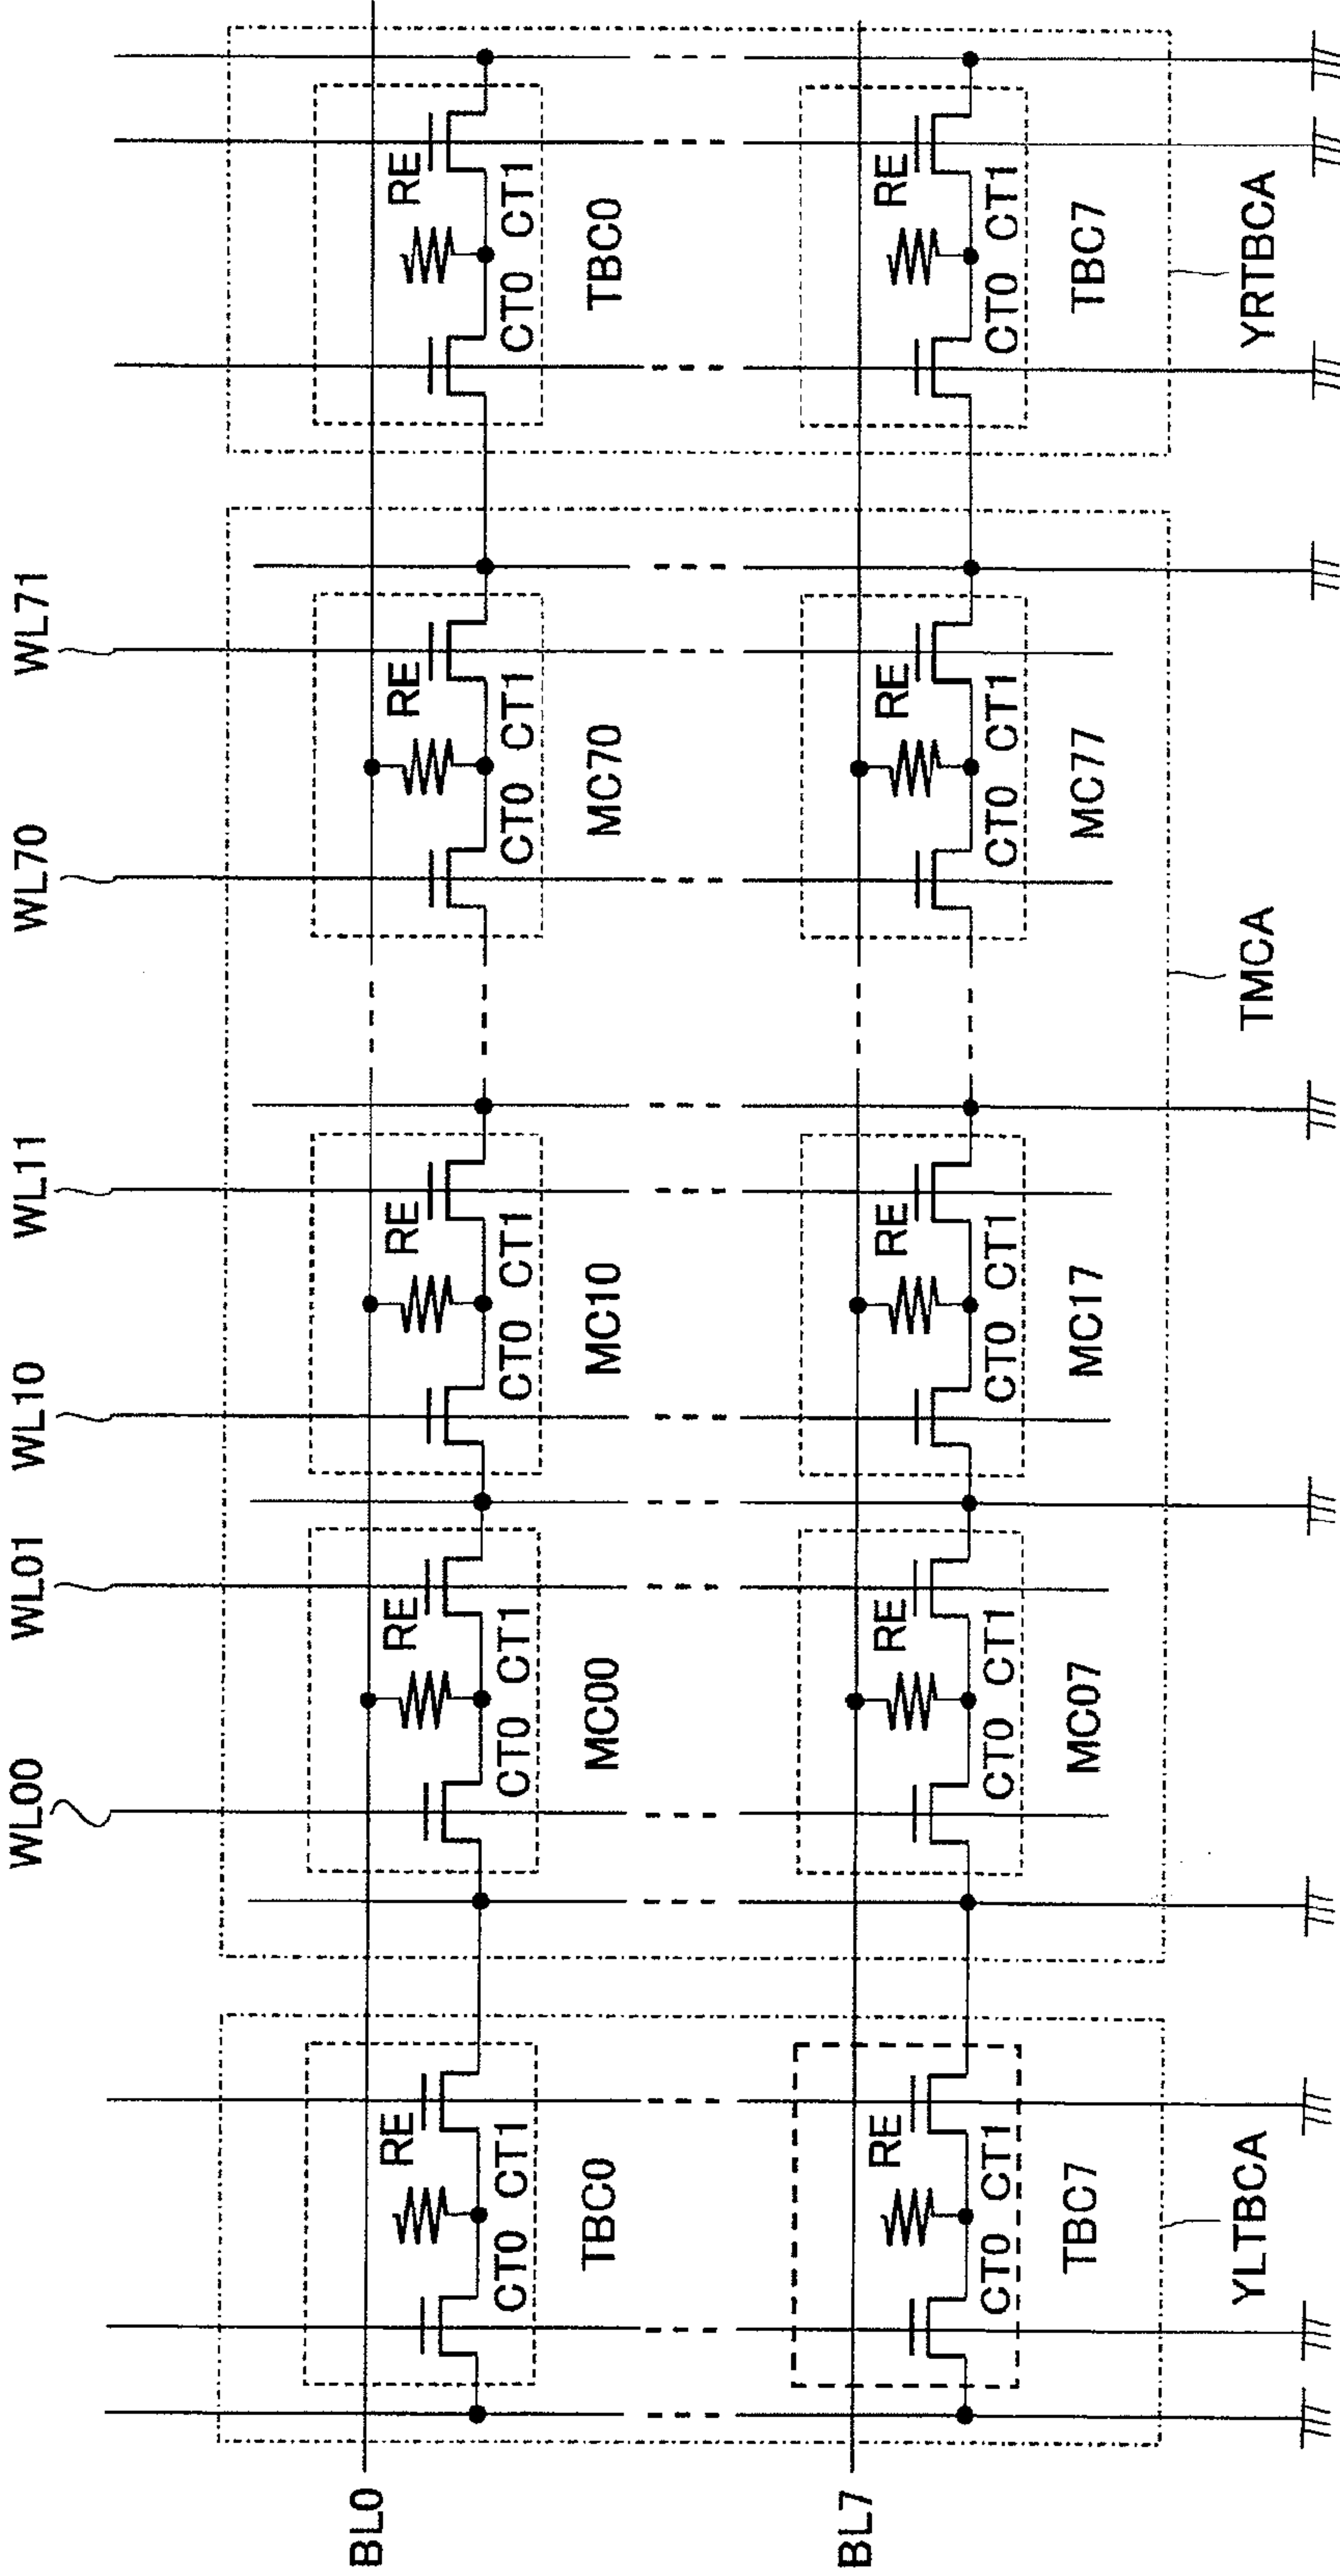 WL00 WL01 WL10 WL11 WL70 WL71
BL0
RE RE RE RE RE
CT0 CT1 CT0 CT1 CT0 CT1 CT0 CT1 CT0 CT1
TBC0 MC00 MC10 MC70 TBC0
BL7
RE RE RE RE RE
CT0 CT1 CT0 CT1 CT0 CT1 CT0 CT1 CT0 CT1
TBC7 MC07 MC17 MC77 TBC7
YLTBCA TMCA YRTBCA